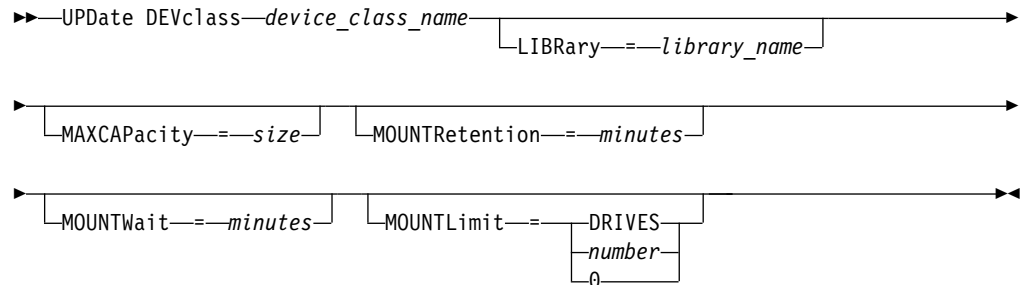 UPDate DEVclass device_class_name
LIBRary = library_name
MAXCAPacity = size MOUNTRetention = minutes
MOUNTWait = minutes MOUNTLimit = DRIVES
number
0